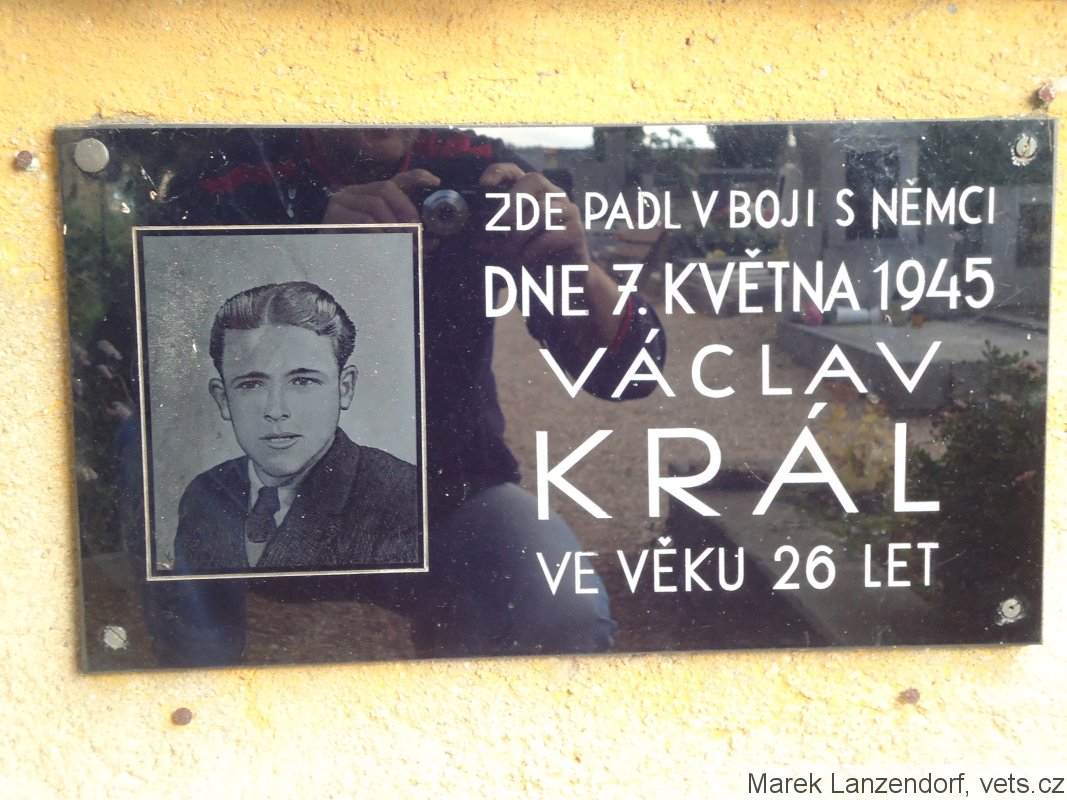 ZDE PADL V BOJI S NĚMCI
DNE 7. KVĚTNA 1945
VÁCLAV
KRÁL
VE VĚKU 26 LET
Marek Lanzendorf, vets.cz